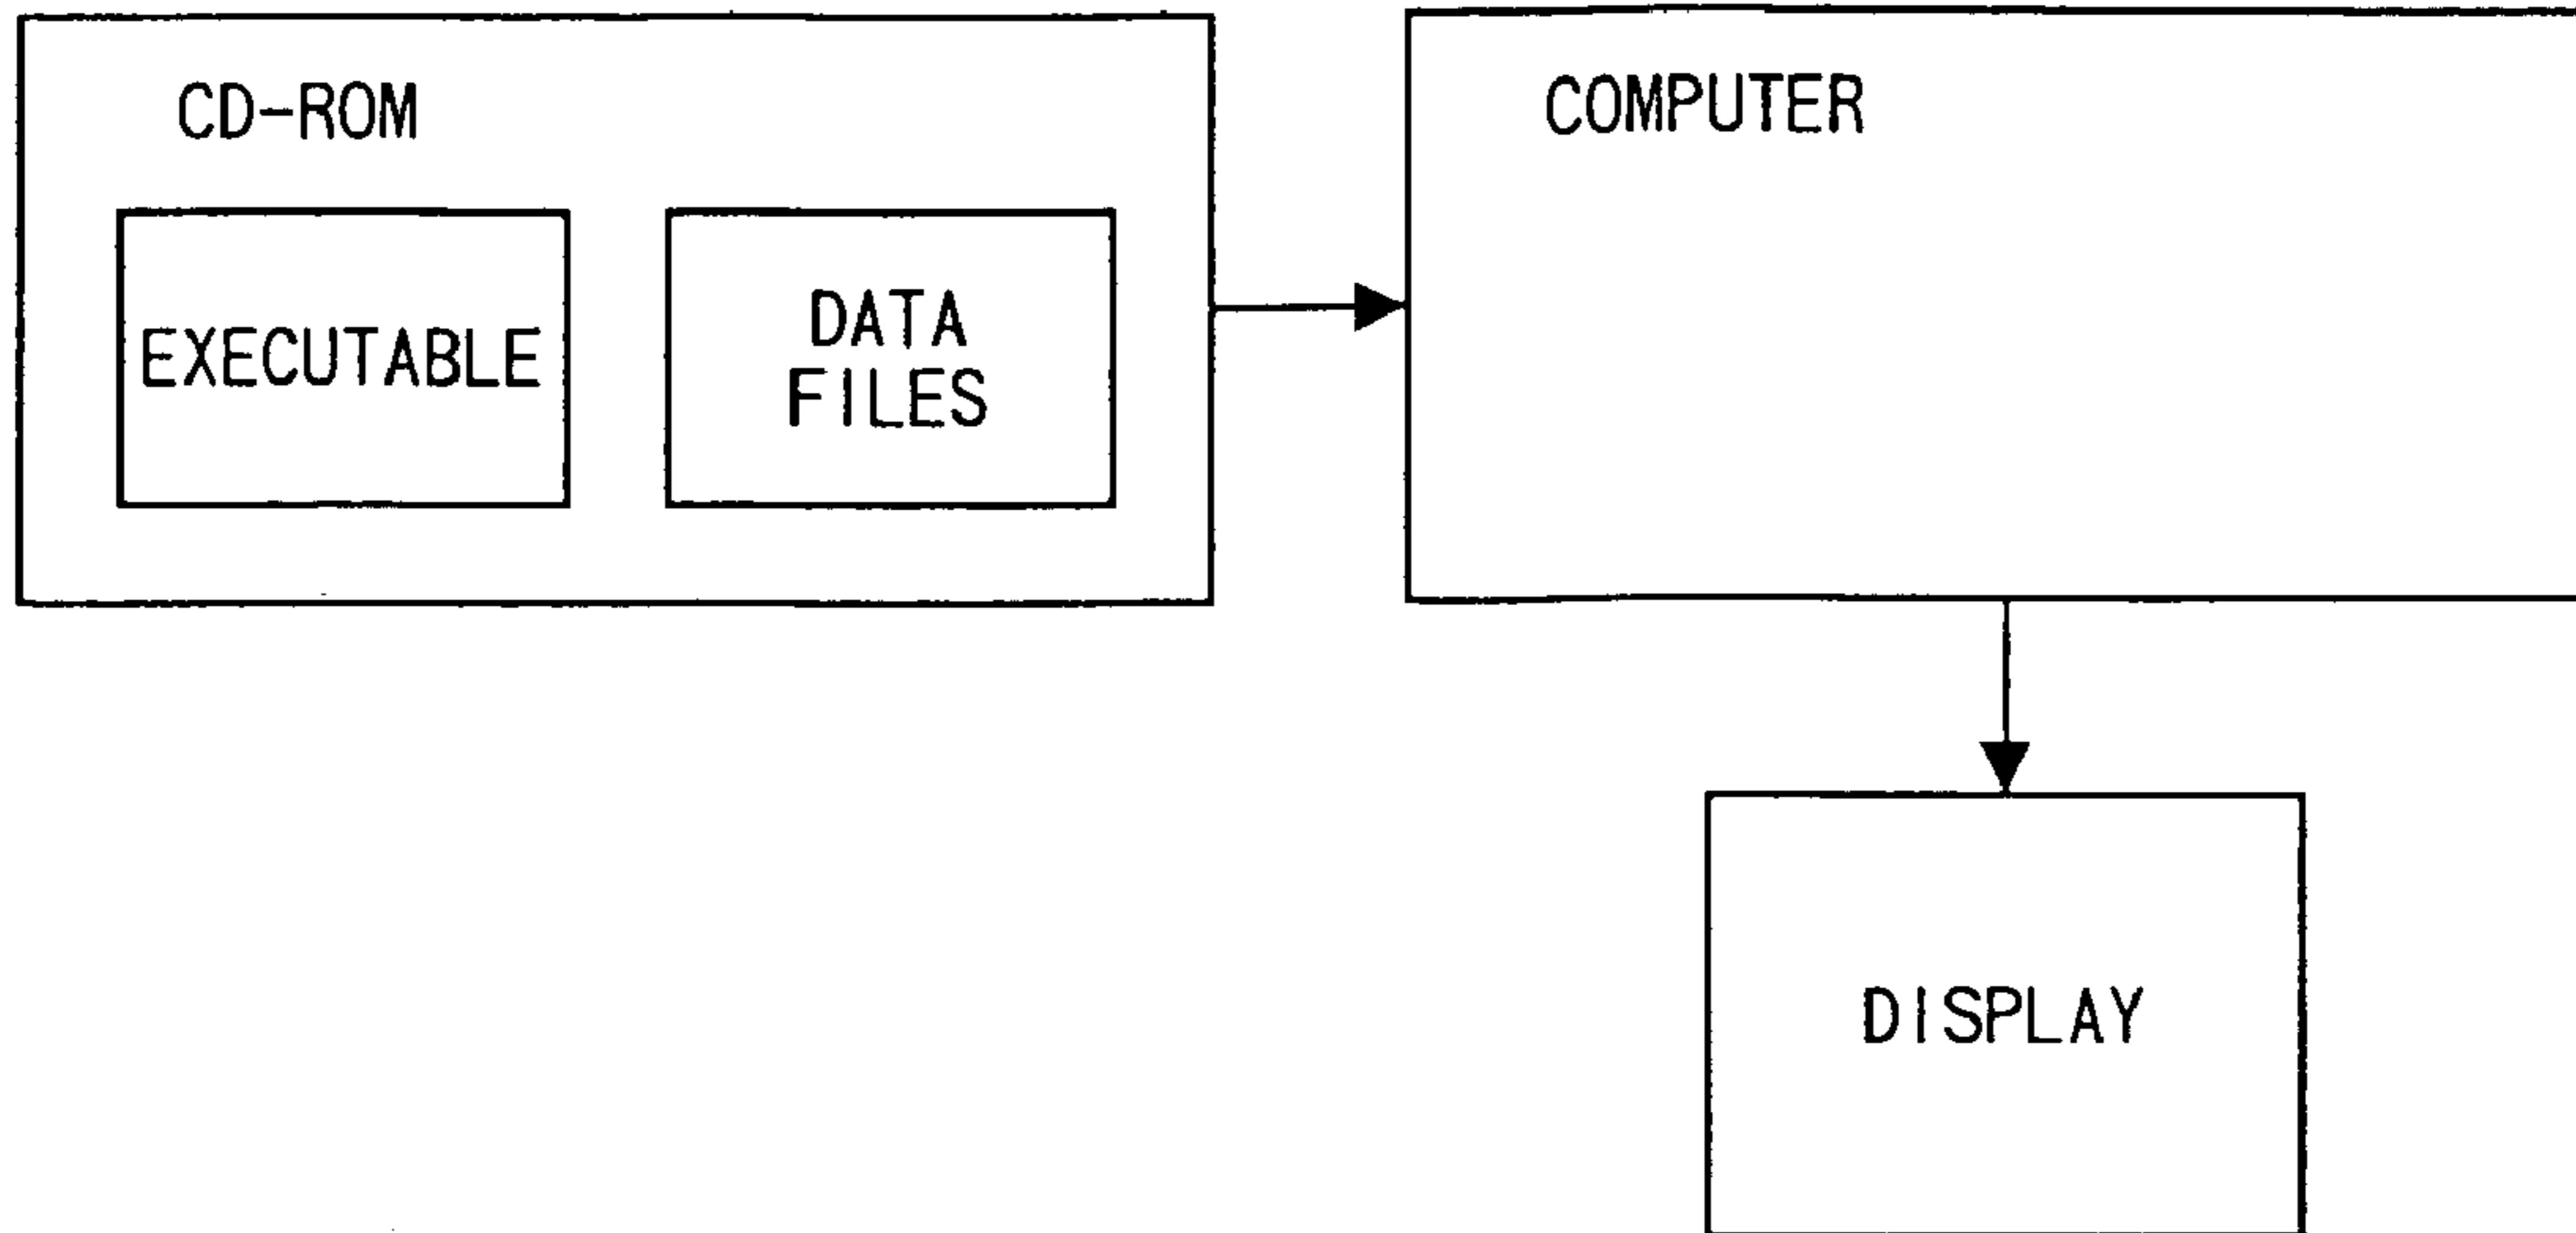 CD-ROM
EXECUTABLE
DATA
FILES
COMPUTER
DISPLAY